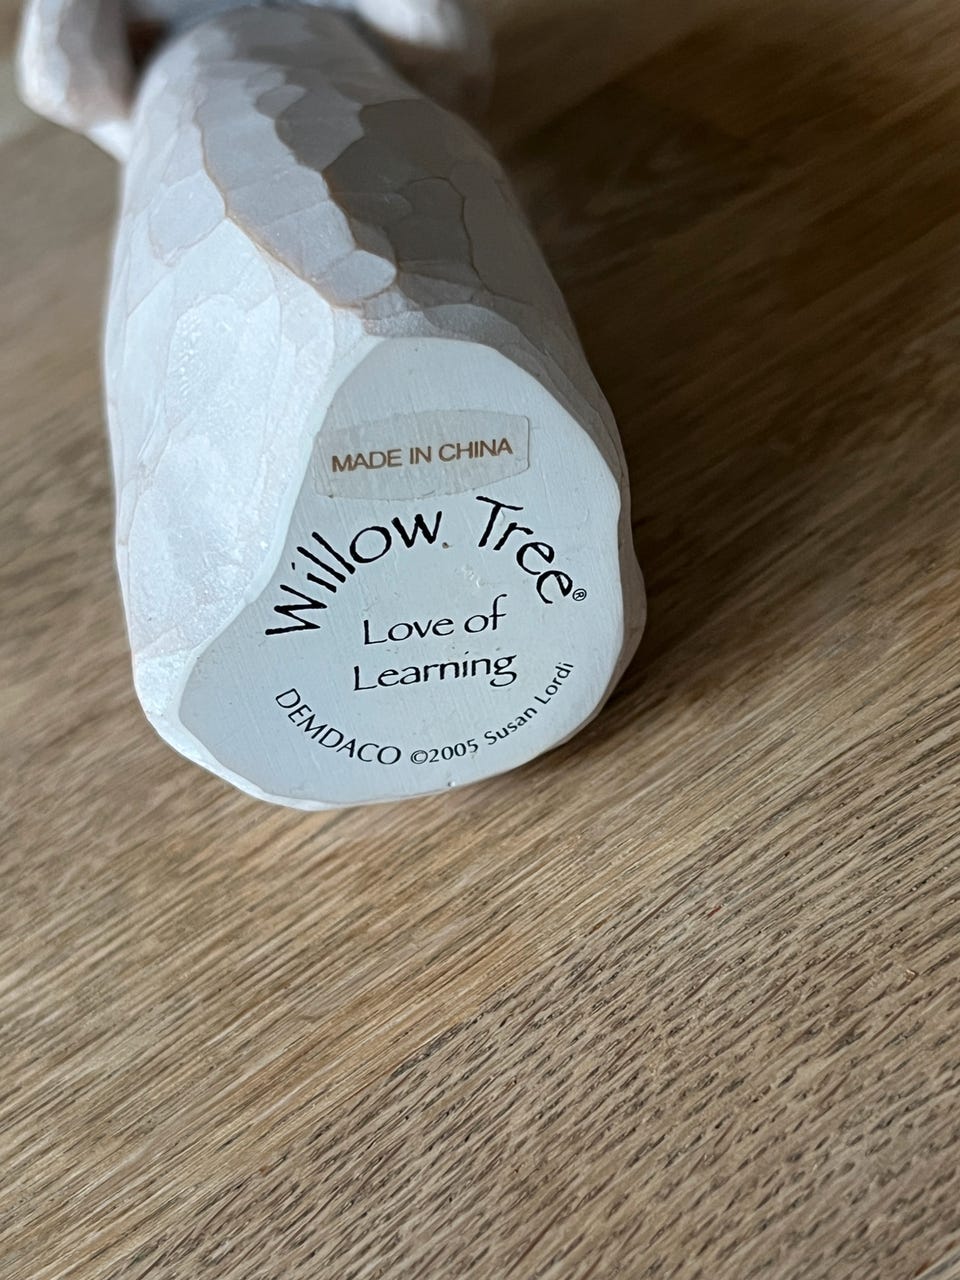 MADE IN CHINA
Willow Tree®
Love of
Learning
DEMDACO ©2005 Susan Lordi